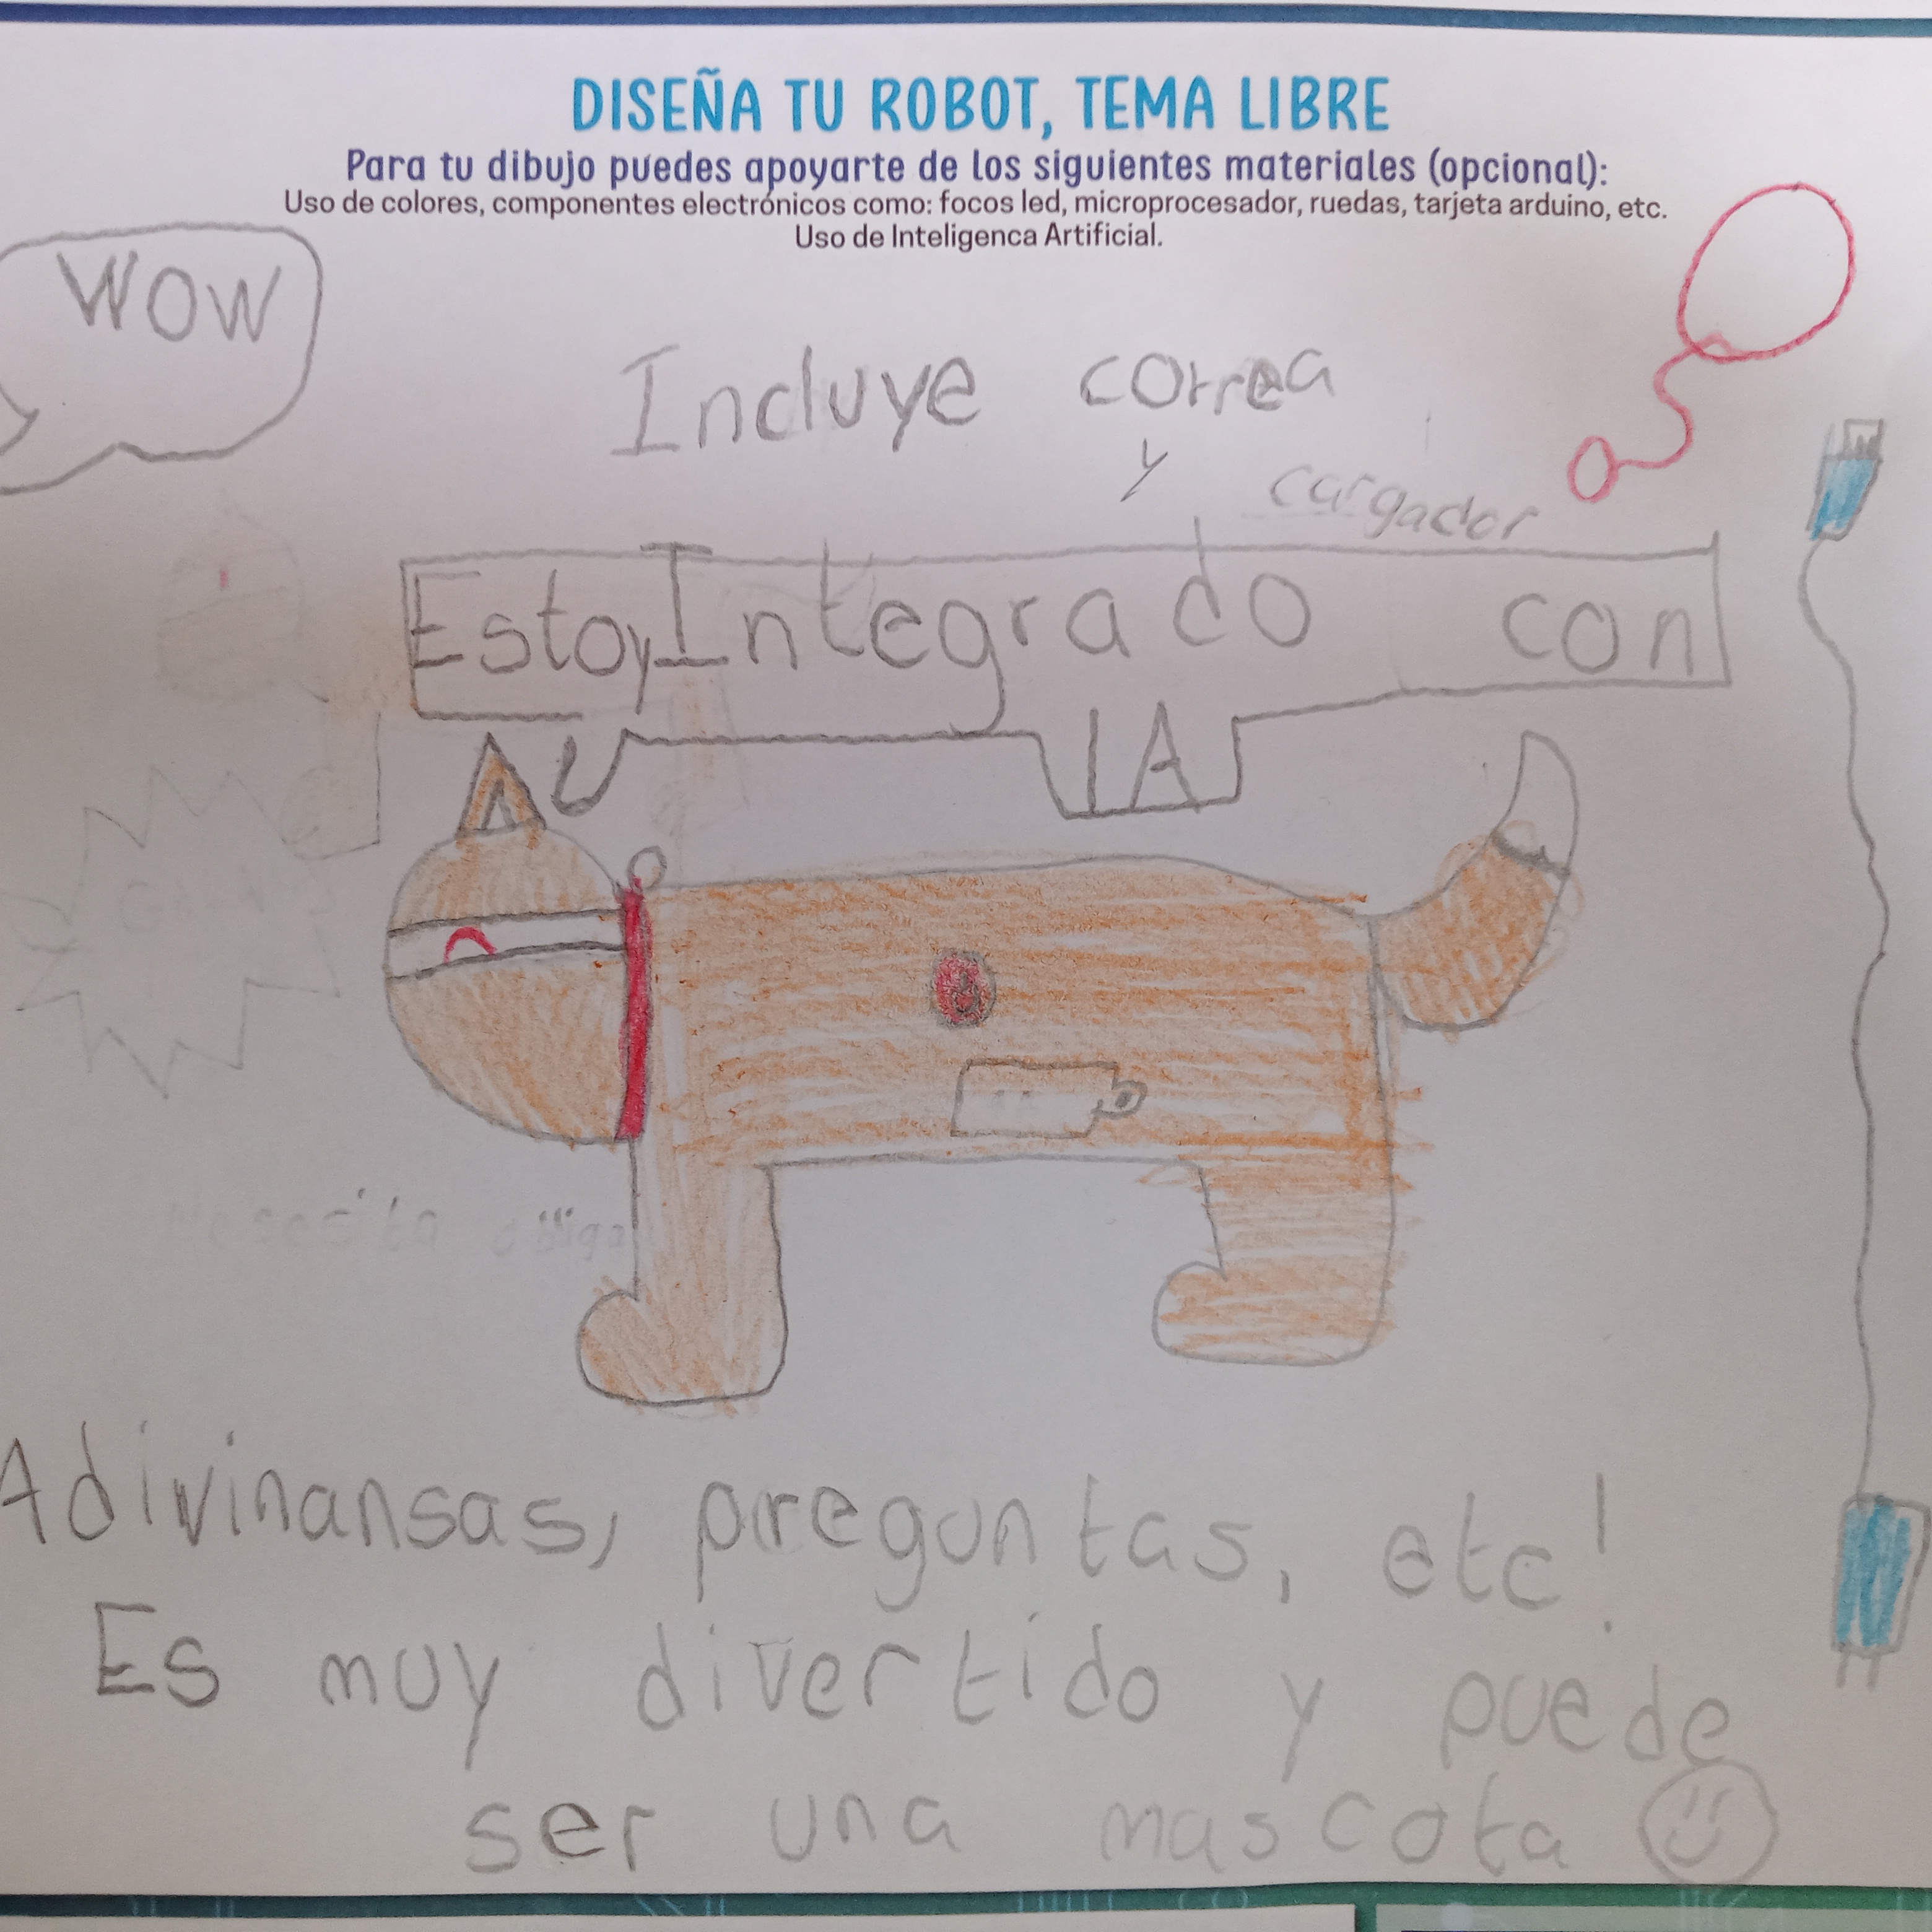 DISEÑA TU ROBOT, TEMA LIBRE
Para tu dibujo puedes apoyarte de los siguientes materiales (opcional):
Uso de colores, componentes electrónicos como: focos led, microprocesador, ruedas, tarjeta arduino, etc.
Uso de Inteligenca Artificial.
WOW
Incluye correa
y cargador
Estoy Integrado con
IA
Adivinansas, preguntas, etc!
Es muy divertido y puede
ser una mascota